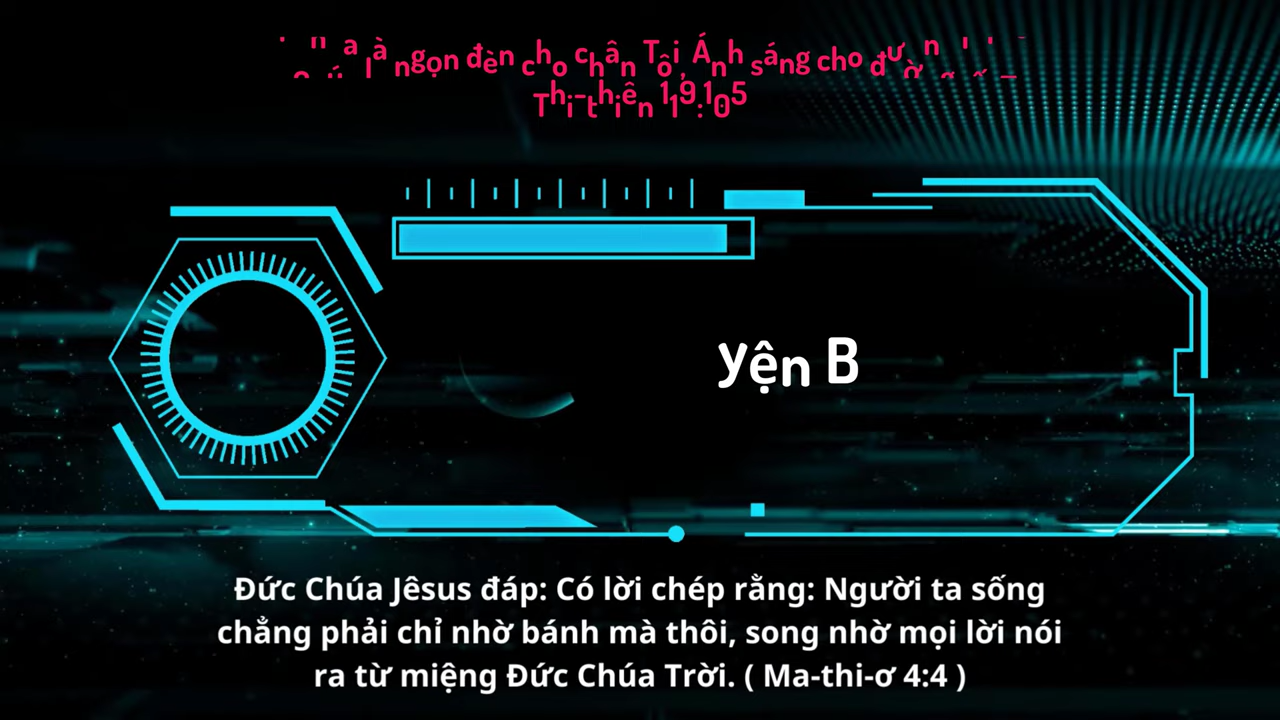 là ngọn đèn cho chân Tôi, Ánh sáng cho
Thi-thiên 119:105
yện B
Đức Chúa Jêsus đáp: Có lời chép rằng: Người ta sống
chẳng phải chỉ nhờ bánh mà thôi, song nhờ mọi lời nói
ra từ miệng Đức Chúa Trời. ( Ma-thi-ơ 4:4 )